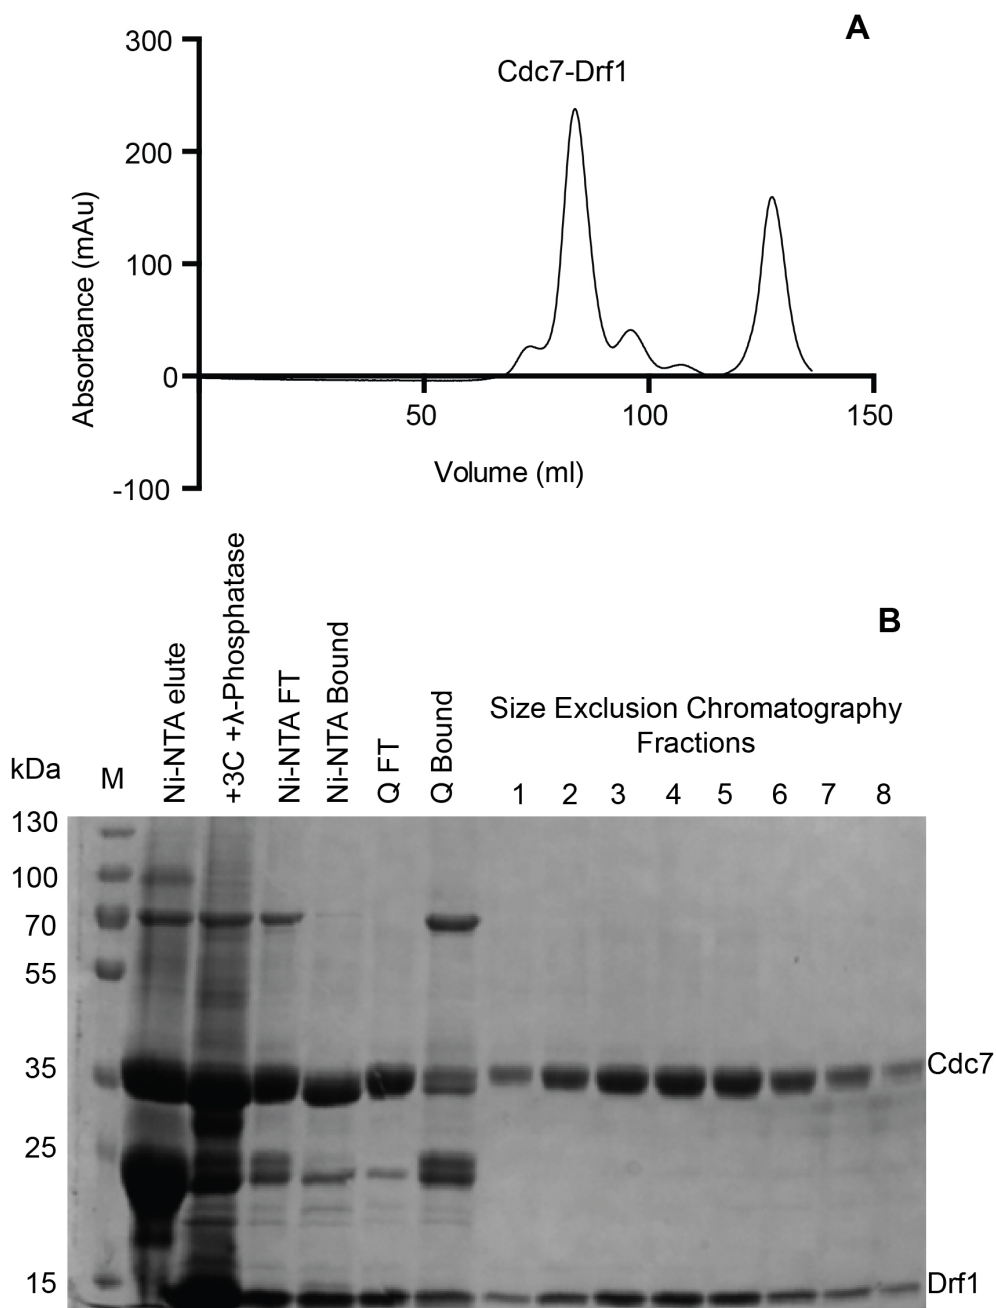 A
300
Cdc7-Drf1
200
100
0
-100
Absorbance (mAu)
50
100
150
Volume (ml)
B
Ni-NTA elute
+3C +λ-Phosphatase
Ni-NTA FT
Ni-NTA Bound
Q FT
Q Bound
Size Exclusion Chromatography
Fractions
kDa
M
1 2 3 4 5 6 7 8
130
100
70
55
35
Cdc7
25
15
Drf1